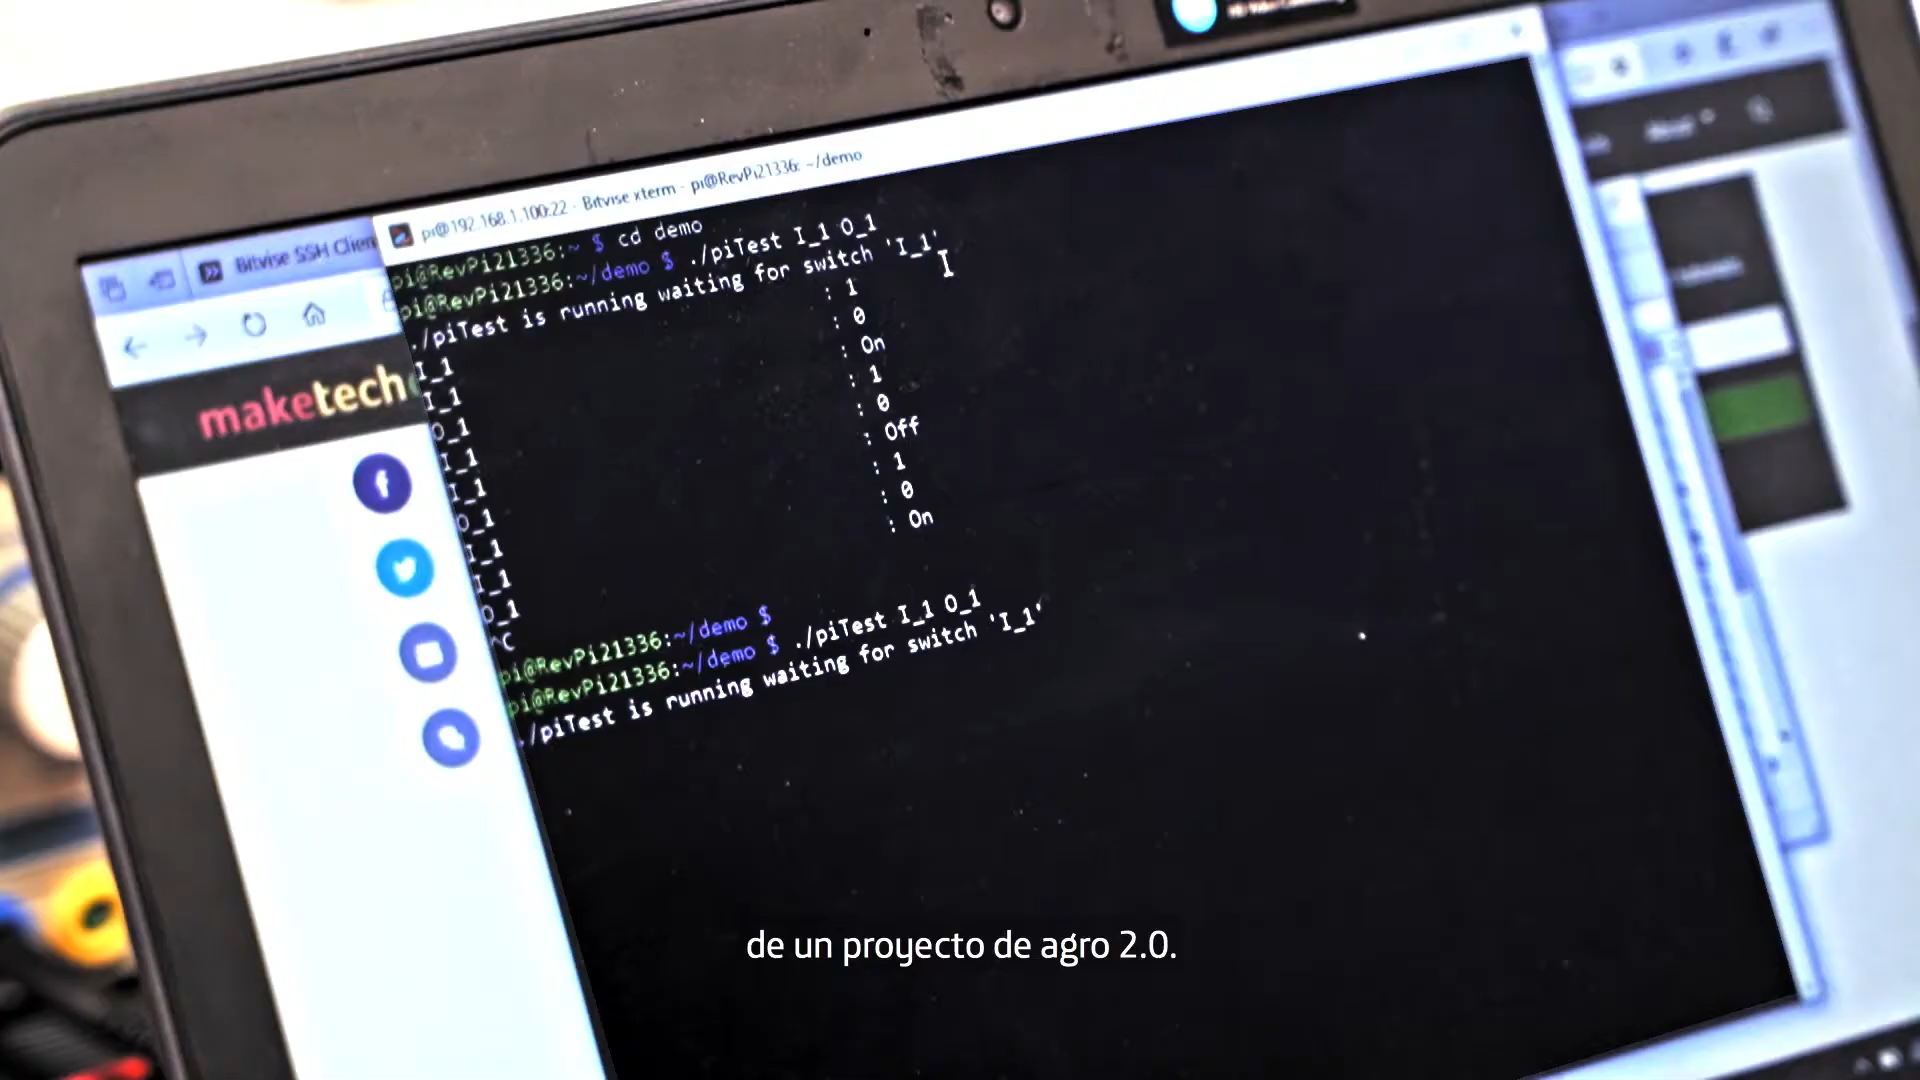 pi@192.168.1.100:22 - Bitvise xterm - pi@RevPi21336: ~/demo
Bitvise SSH Clien
pi@RevPi21336:~ $ cd demo
pi@RevPi21336:~/demo $ ./piTest I_1 O_1
./piTest is running waiting for switch 'I_1'
I_1 : 1
I_1 : 0
O_1 : On
I_1 : 1
I_1 : 0
O_1 : Off
I_1 : 1
I_1 : 0
O_1 : On
^C
pi@RevPi21336:~/demo $
pi@RevPi21336:~/demo $ ./piTest I_1 O_1
./piTest is running waiting for switch 'I_1'
maketech
About
de un proyecto de agro 2.0.